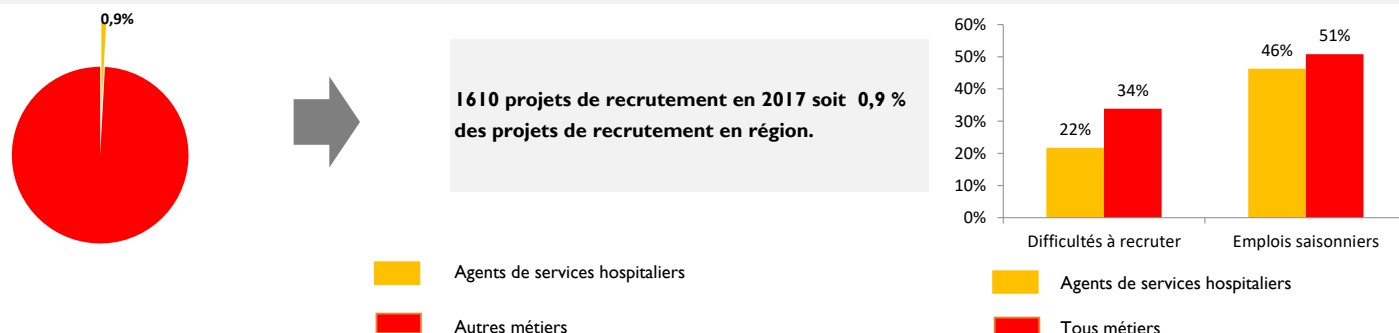 0,9%
1610 projets de recrutement en 2017 soit 0,9 %
des projets de recrutement en région.
Agents de services hospitaliers
Autres métiers
60%
50%
40%
30%
20%
10%
0%
22%
34%
46%
51%
Difficultés à recruter
Emplois saisonniers
Agents de services hospitaliers
Tous métiers